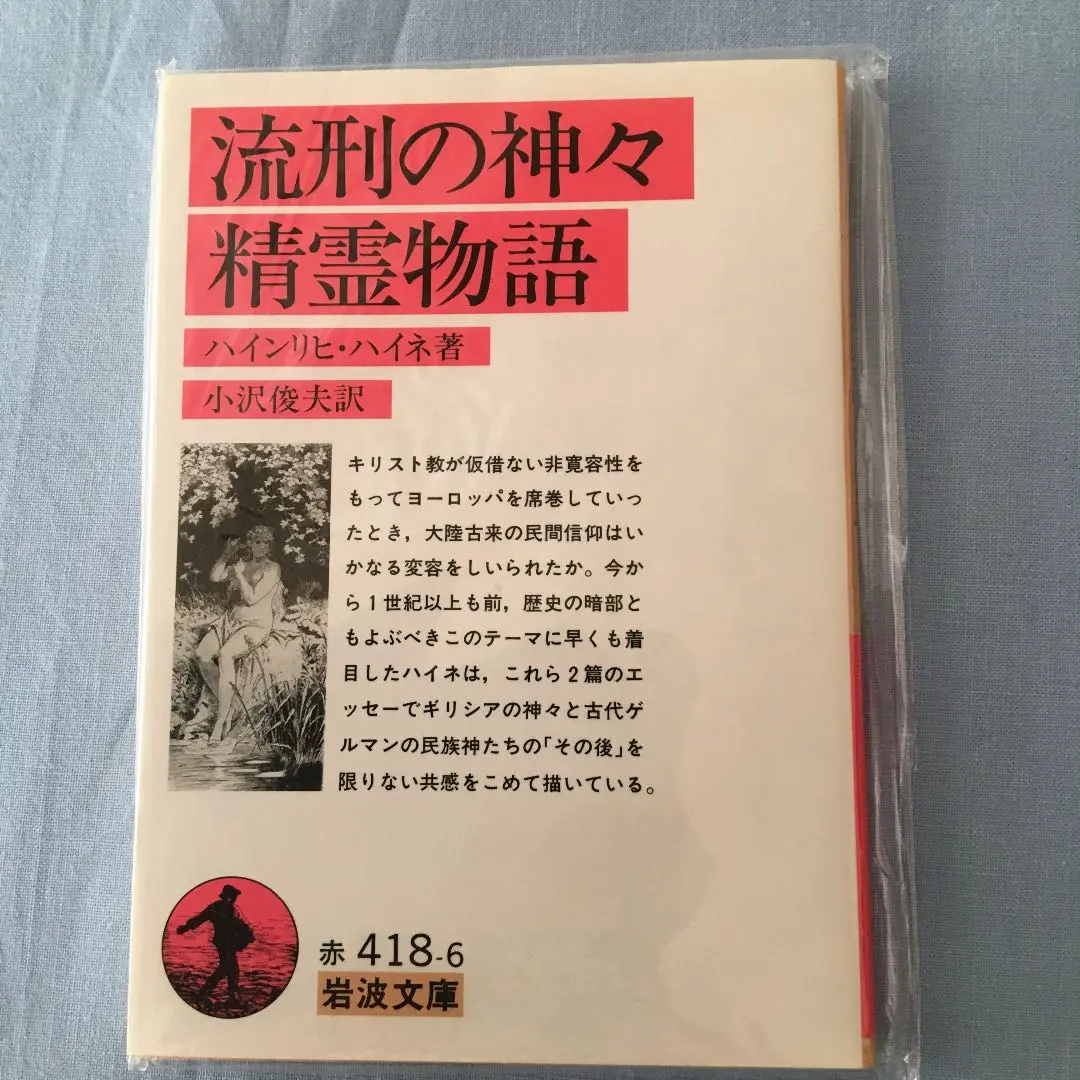 流刑の神々
精霊物語
ハインリヒ・ハイネ著
小沢俊夫訳
キリスト教が仮借ない非寛容性を
もってヨーロッパを席巻していっ
たとき，大陸古来の民間信仰はい
かなる変容をしいられたか。今か
ら1世紀以上も前，歴史の暗部と
もよぶべきこのテーマに早くも着
目したハイネは，これら2篇のエ
ッセーでギリシアの神々と古代ゲ
ルマンの民族神たちの「その後」を
限りない共感をこめて描いている。
赤 418-6
岩波文庫